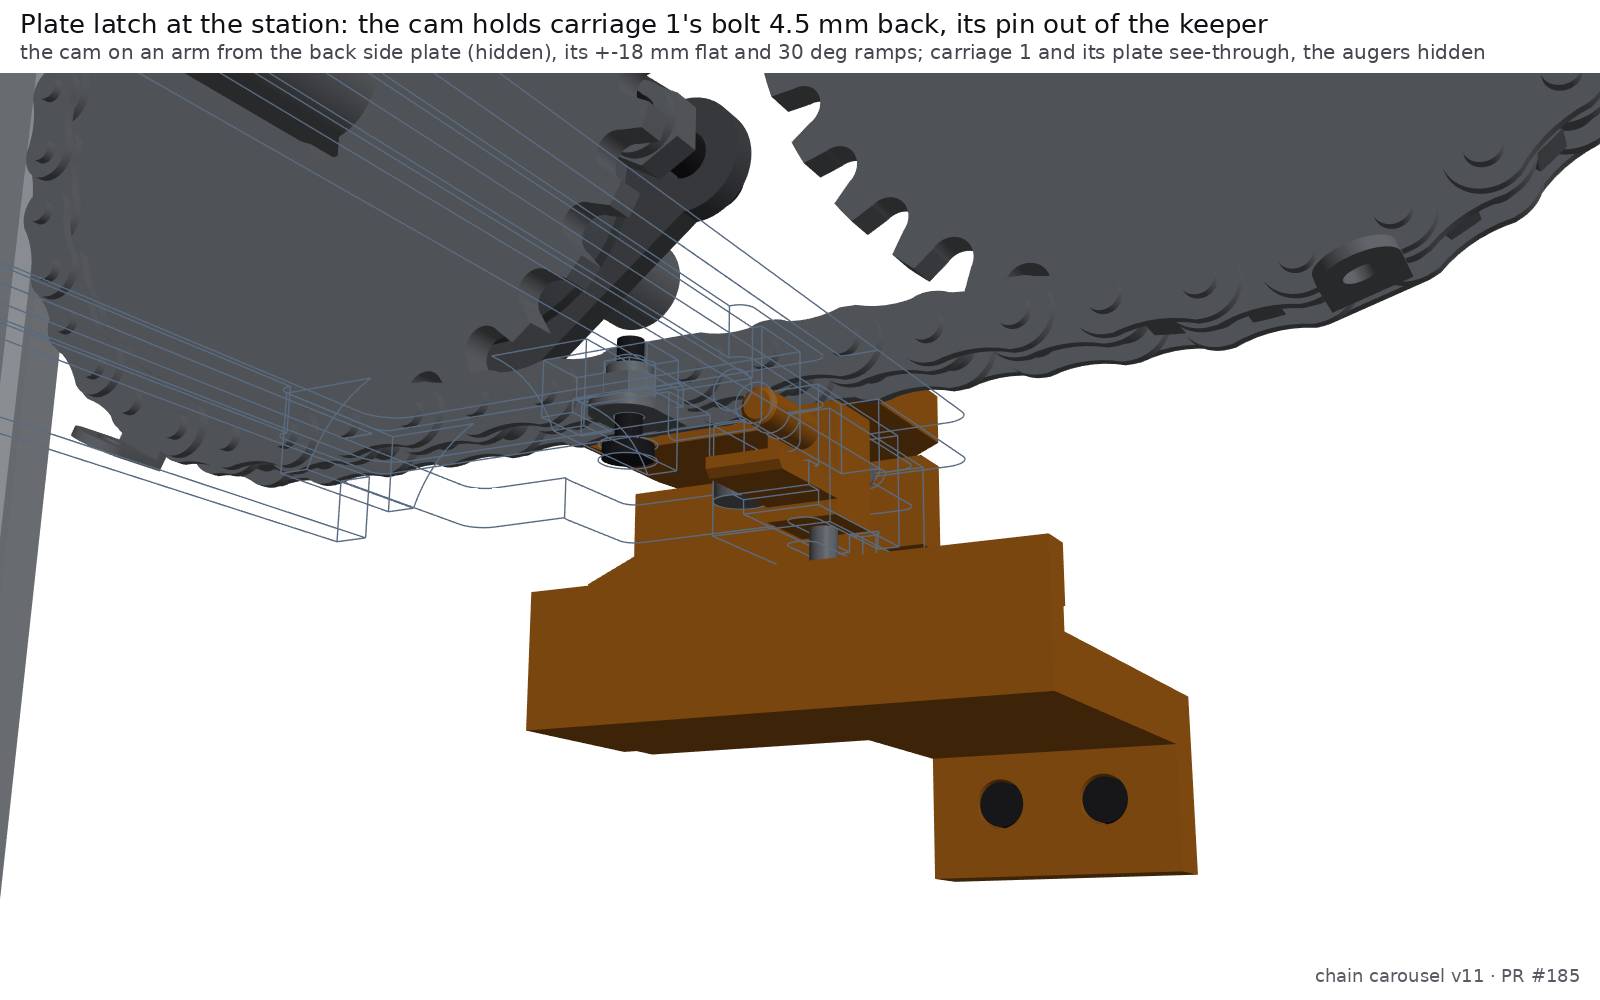 Plate latch at the station: the cam holds carriage 1's bolt 4.5 mm back, its pin out of the keeper
the cam on an arm from the back side plate (hidden), its +-18 mm flat and 30 deg ramps; carriage 1 and its plate see-through, the augers hidden
chain carousel v11 · PR #185